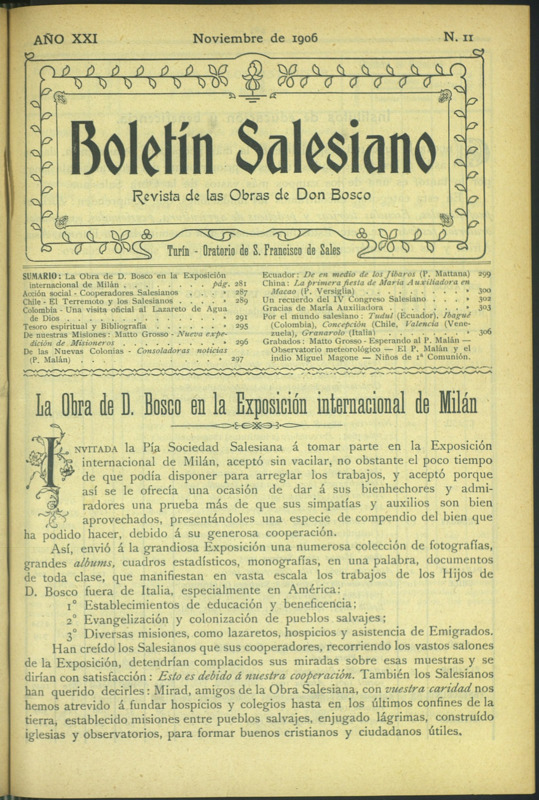 AÑO XXI Noviembre de 1906 N. 11
Boletín Salesiano
Revista de las Obras de Don Bosco
Turín - Oratorio de S. Francisco de Sales
SUMARIO: La Obra de D. Bosco en la Exposición
internacional de Milán . . . . . . . . pág. 281
Acción social - Cooperadores Salesianos . . . » 287
Chile - El Terremoto y los Salesianos . . . » 289
Colombia - Una visita oficial al Lazareto de Agua
de Dios . . . . . . . . . . . . » 291
Tesoro espiritual y Bibliografía . . . . . » 295
De nuestras Misiones: Matto Grosso - Nueva expe-
dición de Misioneros . . . . . . . . » 296
De las Nuevas Colonias - Consoladoras noticias
(P. Malán) . . . . . . . . . . . » 297
Ecuador: De en medio de los Jíbaros (P. Mattana) 299
China: La primera fiesta de María Auxiliadora en
Macao (P. Versiglia) . . . . . . . . » 300
Un recuerdo del IV Congreso Salesiano . . . » 302
Gracias de María Auxiliadora . . . . . . » 303
Por el mundo salesiano: Tudul (Ecuador), Ibagué
(Colombia), Concepción (Chile, Valencia (Vene-
zuela), Granarolo (Italia) . . . . . . » 306
Grabados: Matto Grosso - Esperando al P. Malán —
Observatorio meteorológico — El P. Malán y el
indio Miguel Magone — Niños de 1ª Comunión.
La Obra de D. Bosco en la Exposición internacional de Milán
INVITADA la Pía Sociedad Salesiana á tomar parte en la Exposición
internacional de Milán, aceptó sin vacilar, no obstante el poco tiempo
de que podía disponer para arreglar los trabajos, y aceptó porque
así se le ofrecía una ocasión de dar á sus bienhechores y admi-
radores una prueba más de que sus simpatías y auxilios son bien
aprovechados, presentándoles una especie de compendio del bien que
ha podido hacer, debido á su generosa cooperación.
Así, envió á la grandiosa Exposición una numerosa colección de fotografías,
grandes albums, cuadros estadísticos, monografías, en una palabra, documentos
de toda clase, que manifiestan en vasta escala los trabajos de los Hijos de
D. Bosco fuera de Italia, especialmente en América:
1º Establecimientos de educación y beneficencia;
2º Evangelización y colonización de pueblos salvajes;
3º Diversas misiones, como lazaretos, hospicios y asistencia de Emigrados.
Han creído los Salesianos que sus cooperadores, recorriendo los vastos salones
de la Exposición, detendrían complacidos sus miradas sobre esas muestras y se
dirían con satisfacción: Esto es debido á nuestra cooperación. También los Salesianos
han querido decirles: Mirad, amigos de la Obra Salesiana, con vuestra caridad nos
hemos atrevido á fundar hospicios y colegios hasta en los últimos confines de la
tierra, establecido misiones entre pueblos salvajes, enjugado lágrimas, construído
iglesias y observatorios, para formar buenos cristianos y ciudadanos útiles.